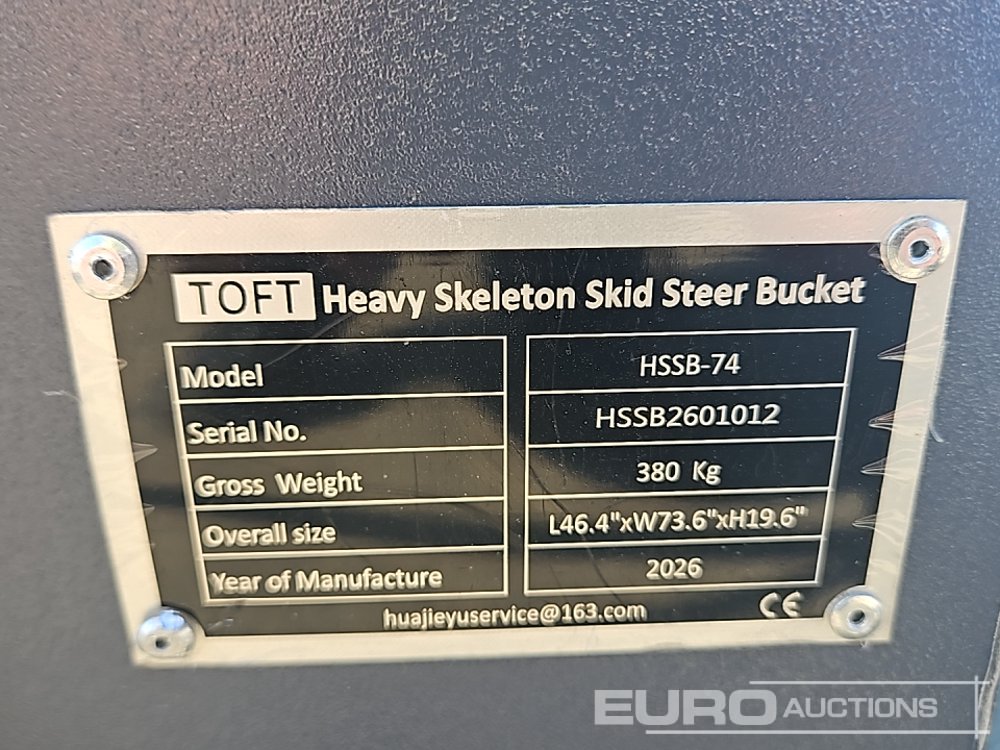 TOFT Heavy Skeleton Skid Steer Bucket
Model HSSB-74
Serial No. HSSB2601012
Gross Weight 380 Kg
Overall size L46.4"xW73.6"xH19.6"
Year of Manufacture 2026
huajieyuservice@163.com CE
EURO AUCTIONS